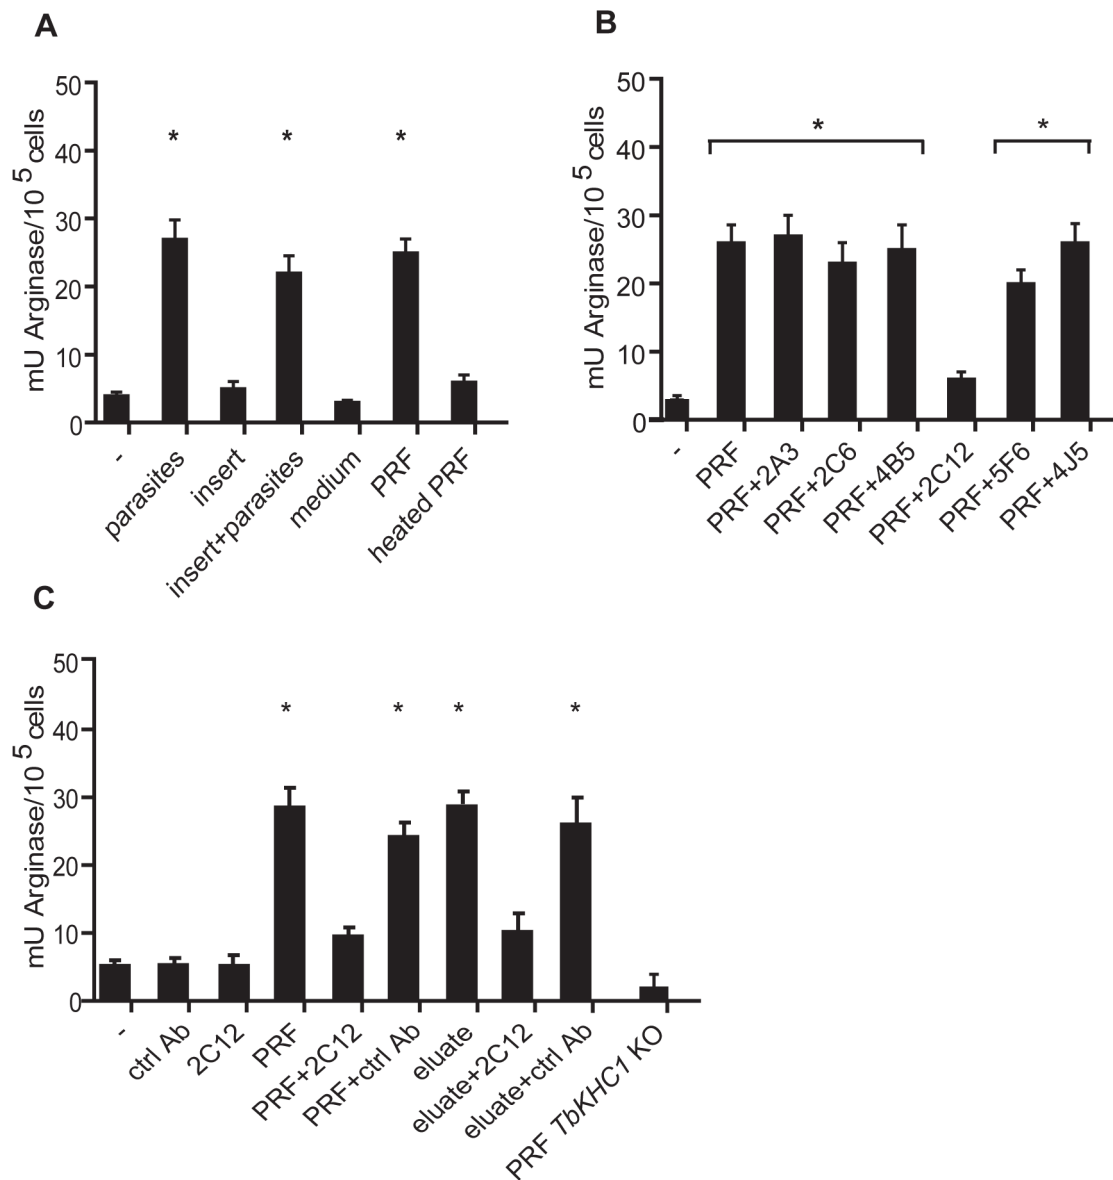 A
mU Arginase/10 5 cells
50
40
30
20
10
0
* * *
-
parasites
insert
insert+parasites
medium
PRF
heated PRF
B
mU Arginase/10 5 cells
50
40
30
20
10
0
* *
-
PRF
PRF+2A3
PRF+2C6
PRF+4B5
PRF+2C12
PRF+5F6
PRF+4J5
C
mU Arginase/10 5 cells
50
40
30
20
10
0
* * * *
-
ctrl Ab
2C12
PRF
PRF+2C12
PRF+ctrl Ab
eluate
eluate+2C12
eluate+ctrl Ab
PRF TbKHC1 KO